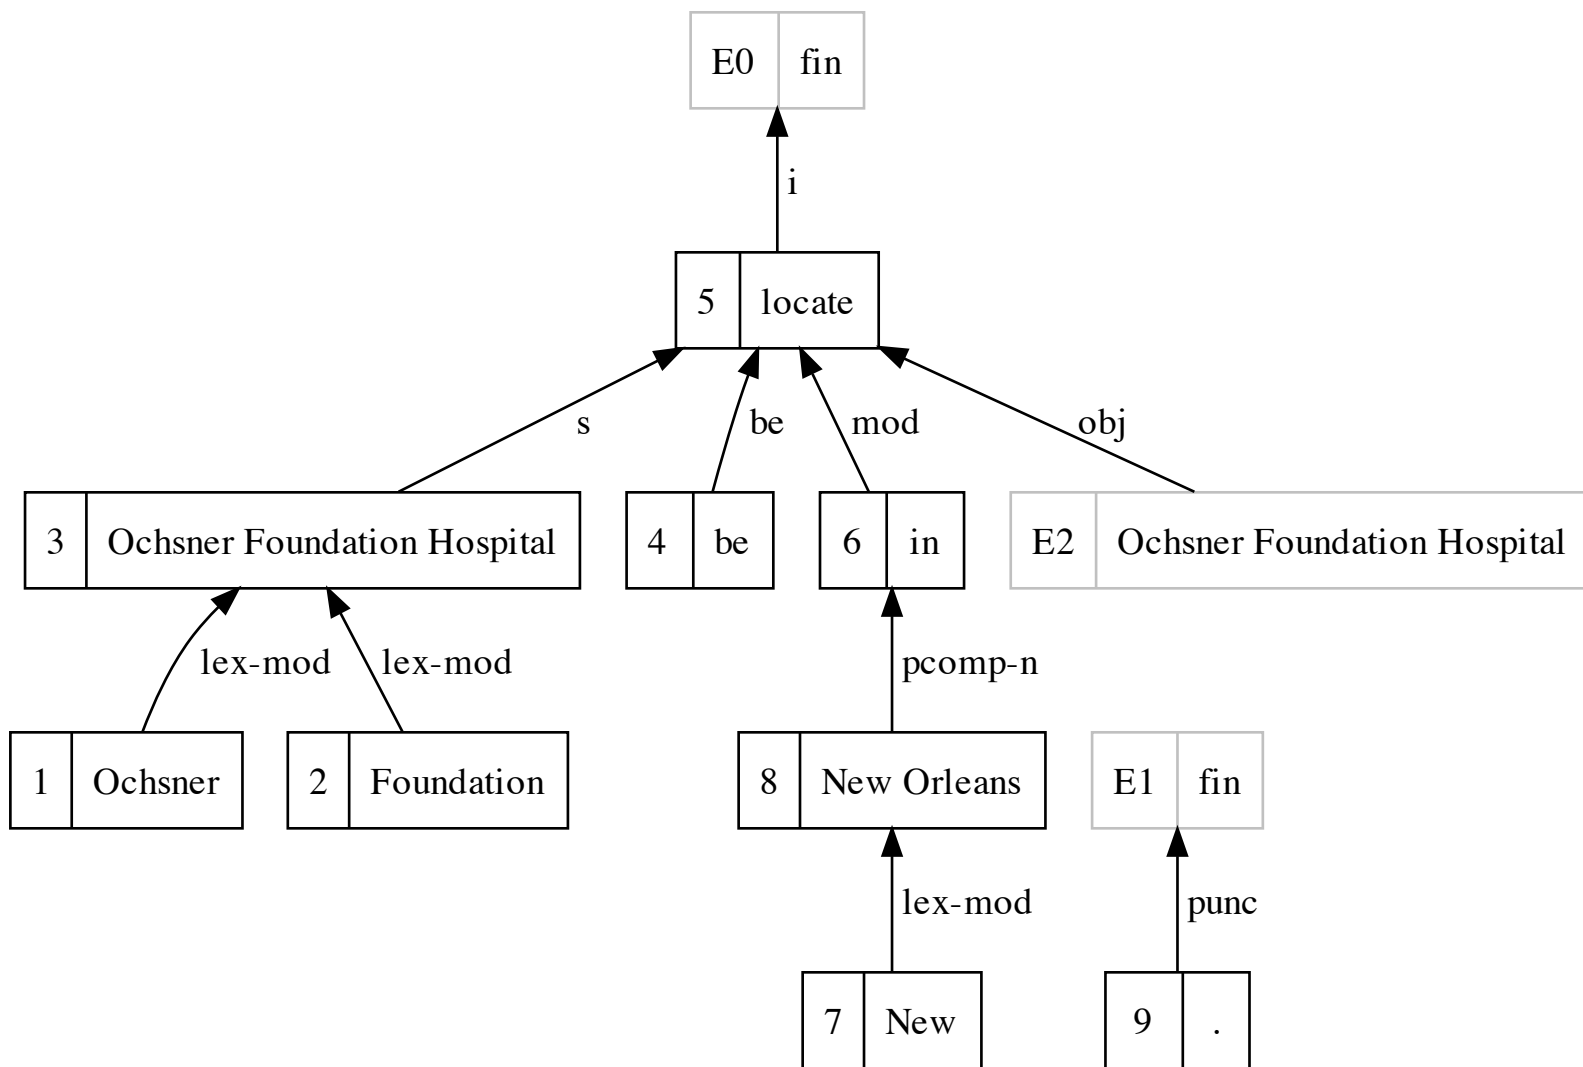 E0 fin
i
5 locate
s be mod obj
3 Ochsner Foundation Hospital 4 be 6 in E2 Ochsner Foundation Hospital
lex-mod lex-mod pcomp-n
1 Ochsner 2 Foundation 8 New Orleans E1 fin
lex-mod punc
7 New 9 .